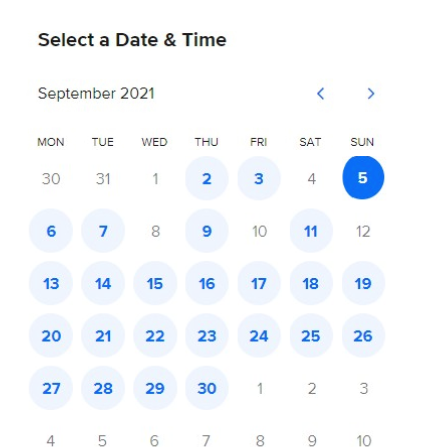 Select a Date & Time
September 2021
MON TUE WED THU FRI SAT SUN
30 31 1 2 3 4 5
6 7 8 9 10 11 12
13 14 15 16 17 18 19
20 21 22 23 24 25 26
27 28 29 30 1 2 3
4 5 6 7 8 9 10